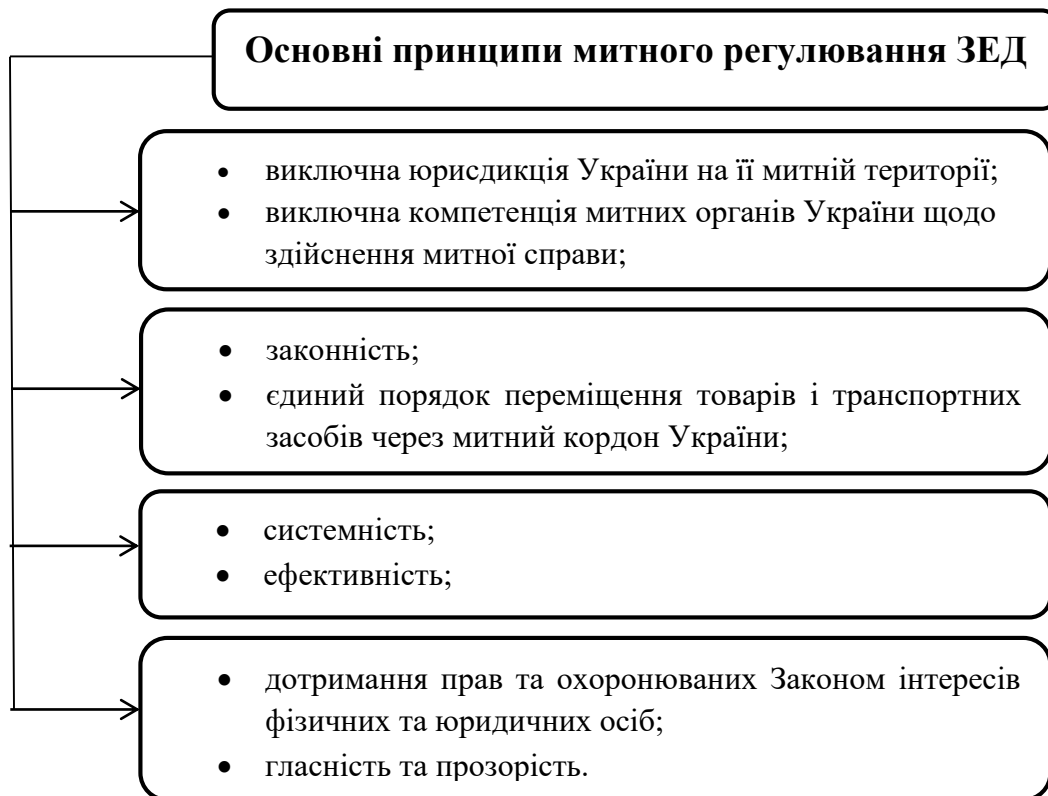 Основні принципи митного регулювання ЗЕД
• виключна юрисдикція України на її митній території;
• виключна компетенція митних органів України щодо
здійснення митної справи;
• законність;
• єдиний порядок переміщення товарів і транспортних
засобів через митний кордон України;
• системність;
• ефективність;
• дотримання прав та охоронюваних Законом інтересів
фізичних та юридичних осіб;
• гласність та прозорість.